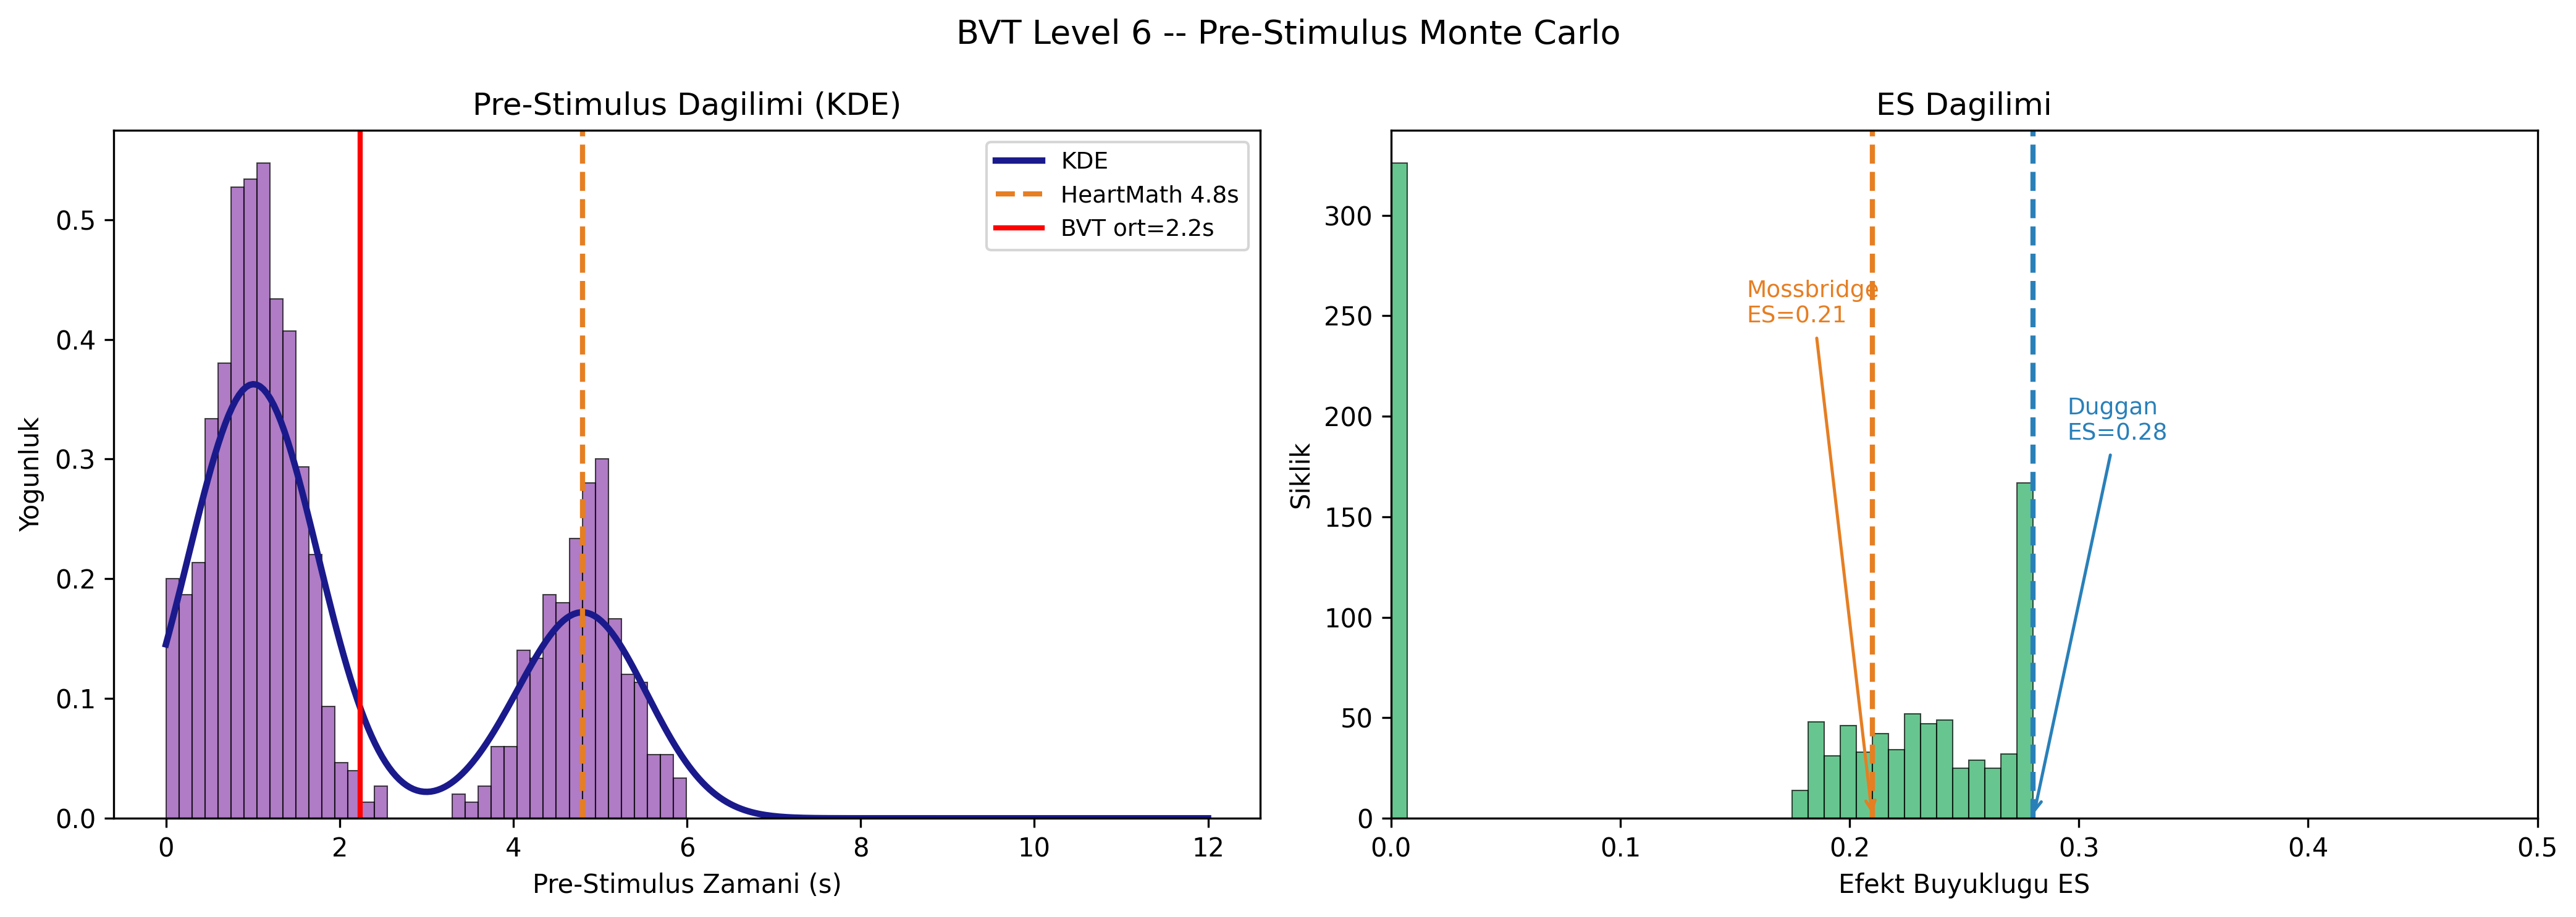 BVT Level 6 -- Pre-Stimulus Monte Carlo
Pre-Stimulus Dagilimi (KDE)
Yogunluk
0.5
0.4
0.3
0.2
0.1
0.0
0 2 4 6 8 10 12
Pre-Stimulus Zamani (s)
KDE
HeartMath 4.8s
BVT ort=2.2s
ES Dagilimi
Siklik
300
250
200
150
100
50
0
Mossbridge
ES=0.21
Duggan
ES=0.28
0.0 0.1 0.2 0.3 0.4 0.5
Efekt Buyuklugu ES